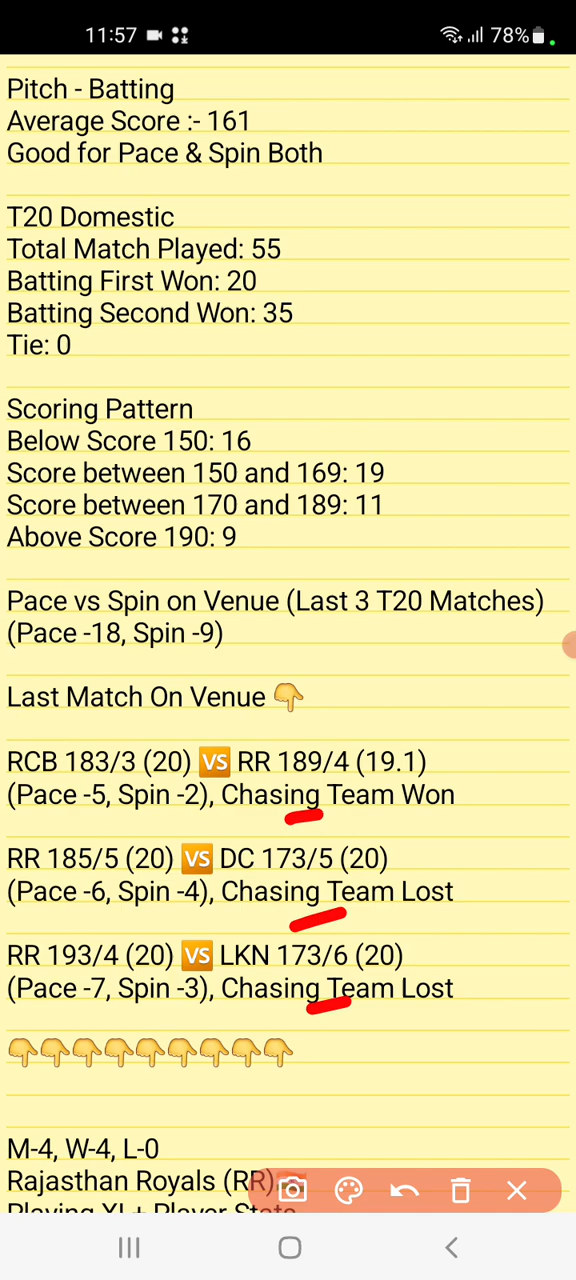 11:57
78%
Pitch - Batting
Average Score :- 161
Good for Pace & Spin Both
T20 Domestic
Total Match Played: 55
Batting First Won: 20
Batting Second Won: 35
Tie: 0
Scoring Pattern
Below Score 150: 16
Score between 150 and 169: 19
Score between 170 and 189: 11
Above Score 190: 9
Pace vs Spin on Venue (Last 3 T20 Matches)
(Pace -18, Spin -9)
Last Match On Venue 👇
RCB 183/3 (20) 🆚 RR 189/4 (19.1)
(Pace -5, Spin -2), Chasing Team Won
RR 185/5 (20) 🆚 DC 173/5 (20)
(Pace -6, Spin -4), Chasing Team Lost
RR 193/4 (20) 🆚 LKN 173/6 (20)
(Pace -7, Spin -3), Chasing Team Lost
👇👇👇👇👇👇👇👇👇
M-4, W-4, L-0
Rajasthan Royals (RR)
Playing XI + Player Stats